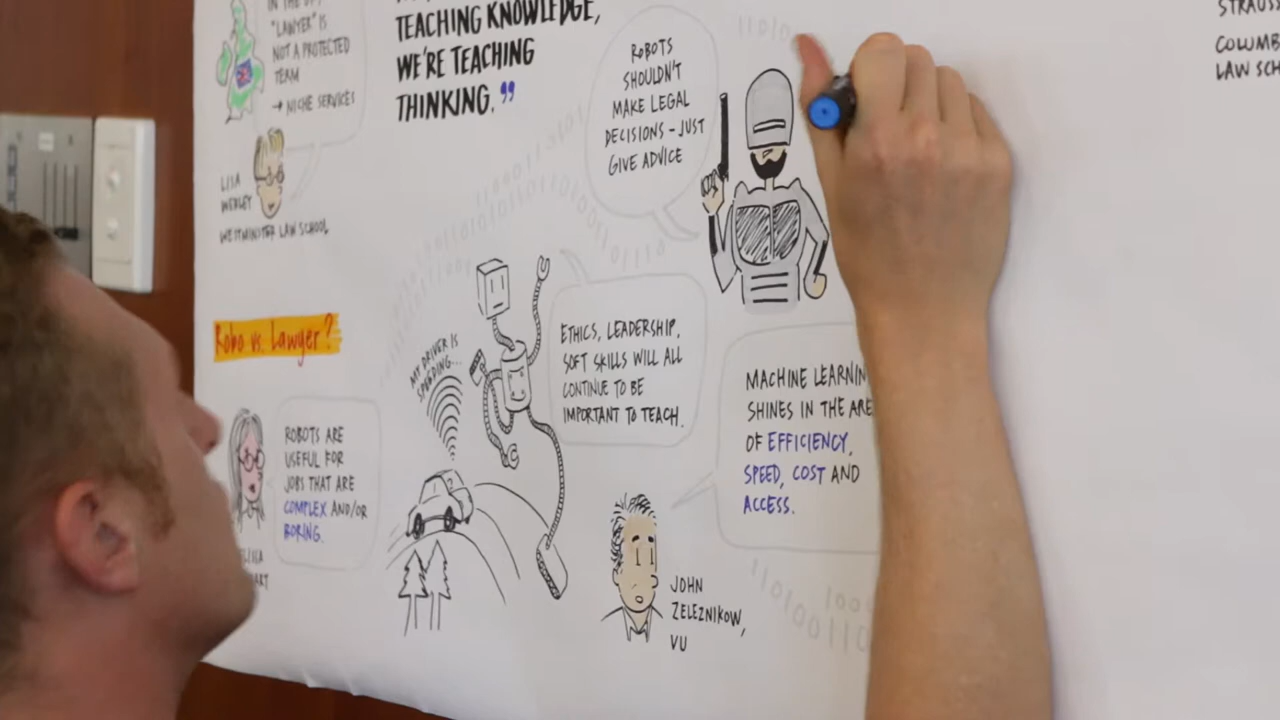 IN THE UK,
"LAWYER" IS
NOT A PROTECTED
TERM
→ NICHE SERVICES
LISA
WEBLEY
WESTMINSTER LAW SCHOOL
TEACHING KNOWLEDGE,
WE'RE TEACHING
THINKING."
ROBOTS
SHOULDN'T
MAKE LEGAL
DECISIONS - JUST
GIVE ADVICE
Robo vs. Lawyer?
ROBOTS ARE
USEFUL FOR
JOBS THAT ARE
COMPLEX AND/OR
BORING.
MY DRIVER IS
SPEEDING...
ETHICS, LEADERSHIP,
SOFT SKILLS WILL ALL
CONTINUE TO BE
IMPORTANT TO TEACH.
MACHINE LEARNIN
SHINES IN THE ARE
OF EFFICIENCY,
SPEED, COST AND
ACCESS.
JOHN
ZELEZNIKOW,
VU
STRAUSS
COLUMB
LAW SCH